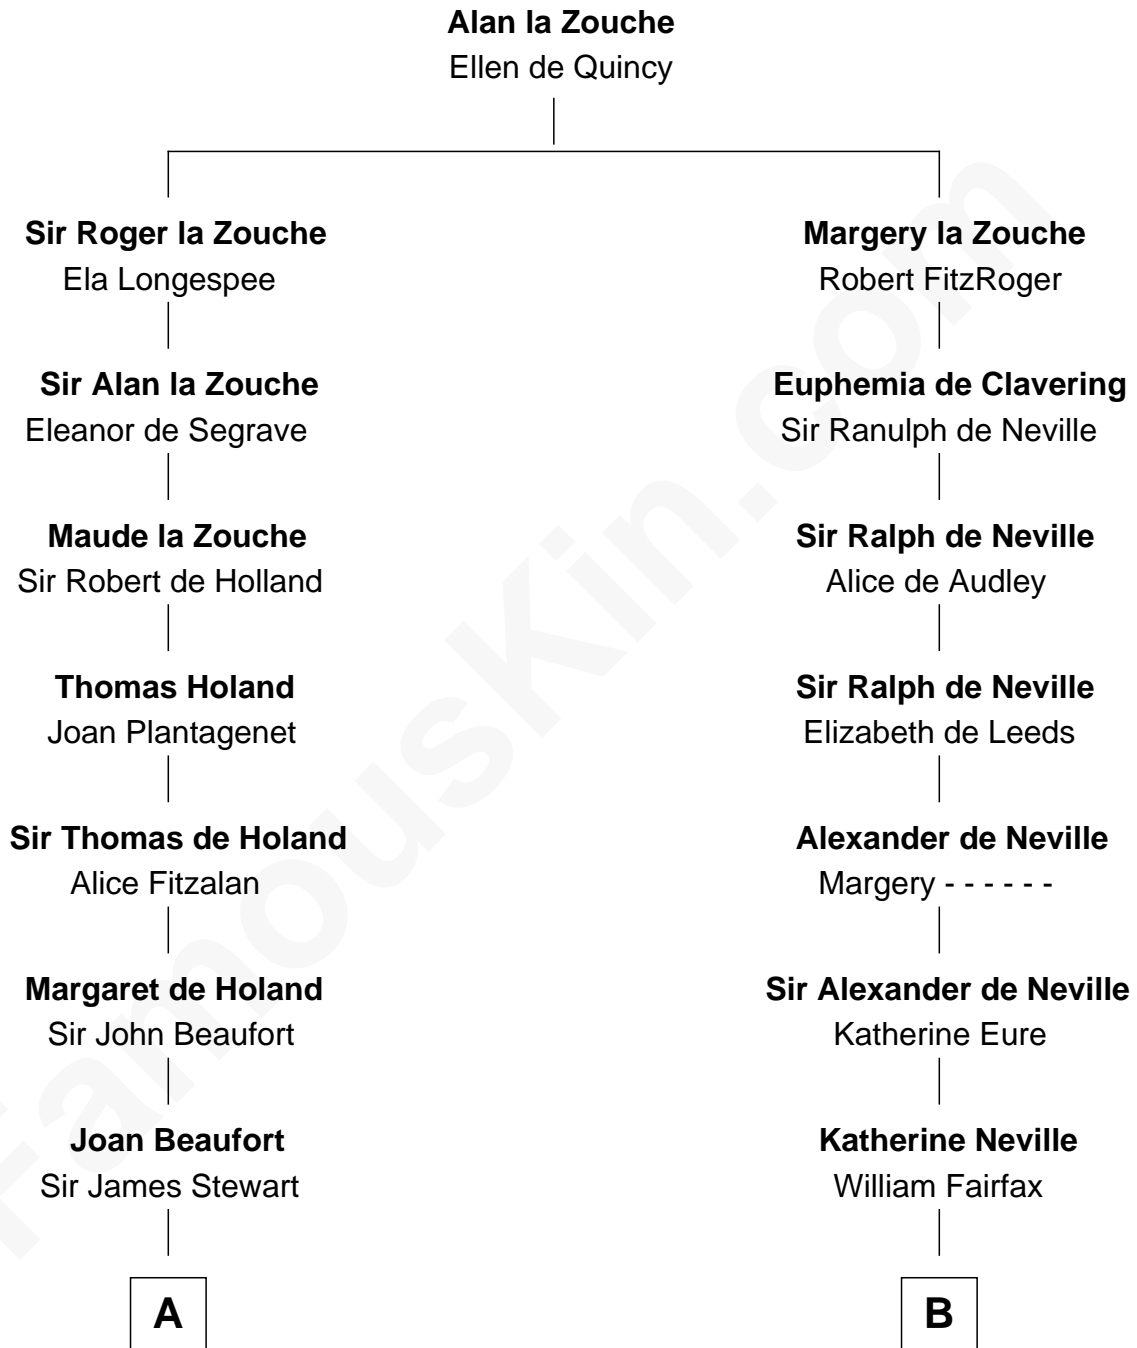 Alan la Zouche
Ellen de Quincy
Sir Roger la Zouche
Ela Longespee
Margery la Zouche
Robert FitzRoger
Sir Alan la Zouche
Eleanor de Segrave
Euphemia de Clavering
Sir Ranulph de Neville
Maude la Zouche
Sir Robert de Holland
Sir Ralph de Neville
Alice de Audley
Thomas Holand
Joan Plantagenet
Sir Ralph de Neville
Elizabeth de Leeds
Sir Thomas de Holand
Alice Fitzalan
Alexander de Neville
Margery - - - - - -
Margaret de Holand
Sir John Beaufort
Sir Alexander de Neville
Katherine Eure
Joan Beaufort
Sir James Stewart
Katherine Neville
William Fairfax
A
B
FamousKin.com